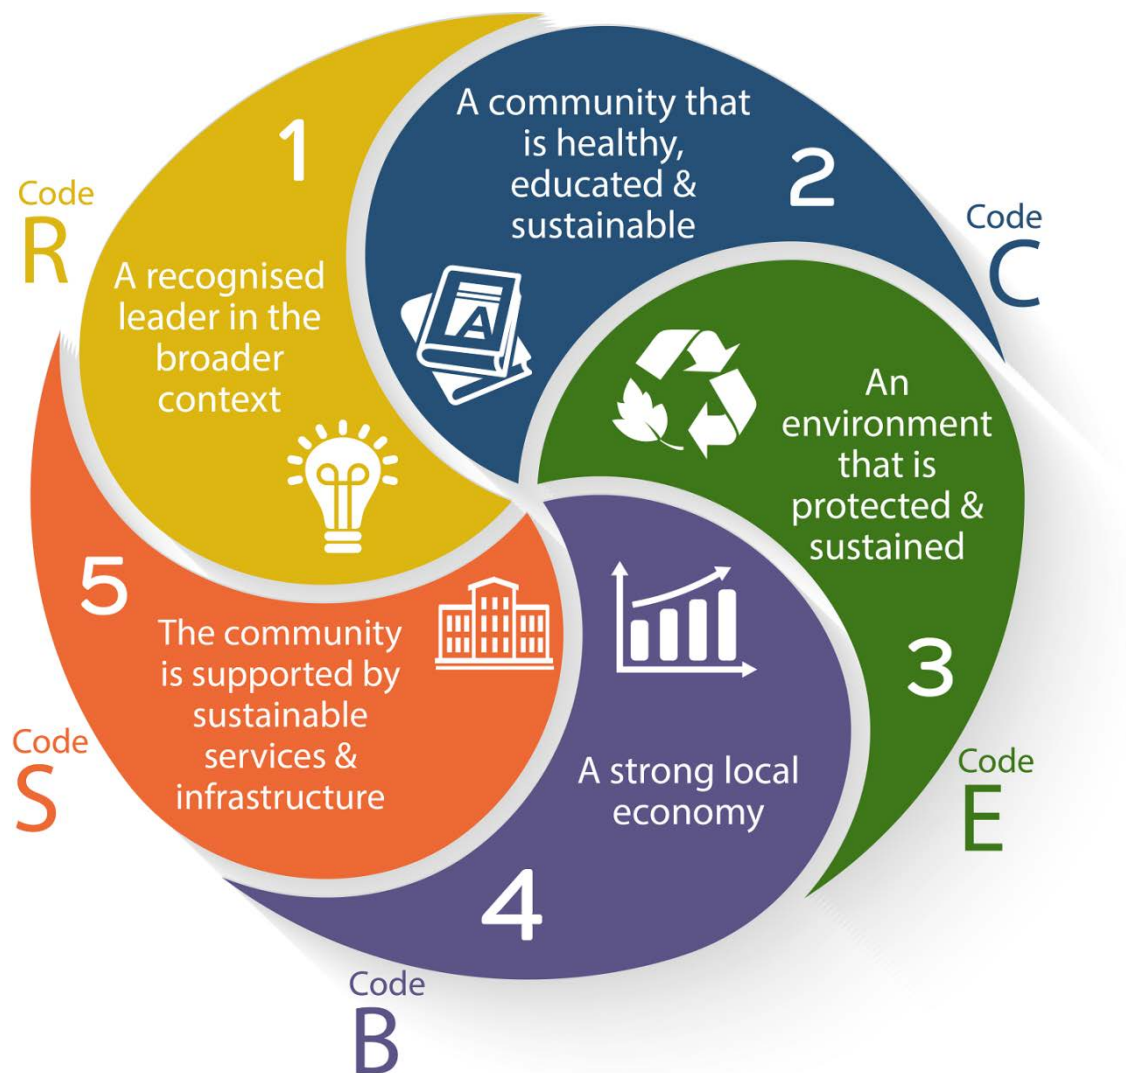 1
Code
R
A recognised
leader in the
broader
context
A community that
is healthy,
educated &
sustainable
2
Code
C
A
An
environment
that is
protected &
sustained
3
Code
E
A strong local
economy
4
Code
B
5
The community
is supported by
sustainable
services &
infrastructure
Code
S